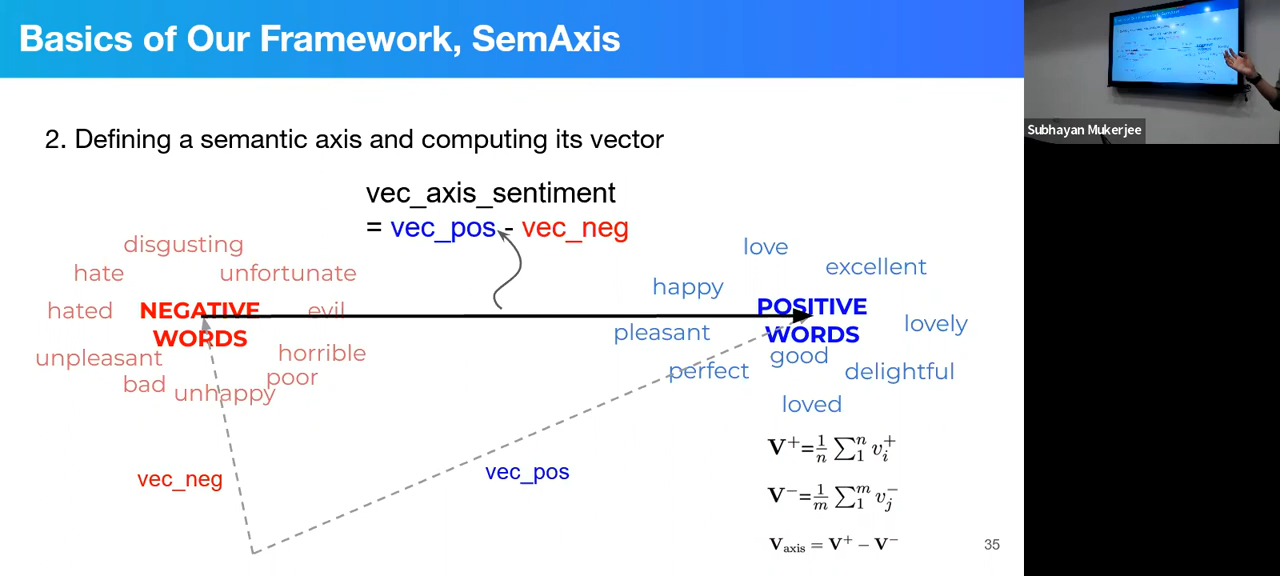 Basics of Our Framework, SemAxis
2. Defining a semantic axis and computing its vector
vec_axis_sentiment
= vec_pos - vec_neg
disgusting
hate
unfortunate
hated
NEGATIVE
WORDS
evil
unpleasant
horrible
bad
unhappy
poor
love
excellent
happy
POSITIVE
WORDS
pleasant
lovely
good
perfect
delightful
loved
vec_neg
vec_pos
V⁺=1/n ∑₁ⁿ vᵢ⁺
V⁻=1/m ∑₁ᵐ vⱼ⁻
V_axis = V⁺ − V⁻
35
Subhayan Mukerjee